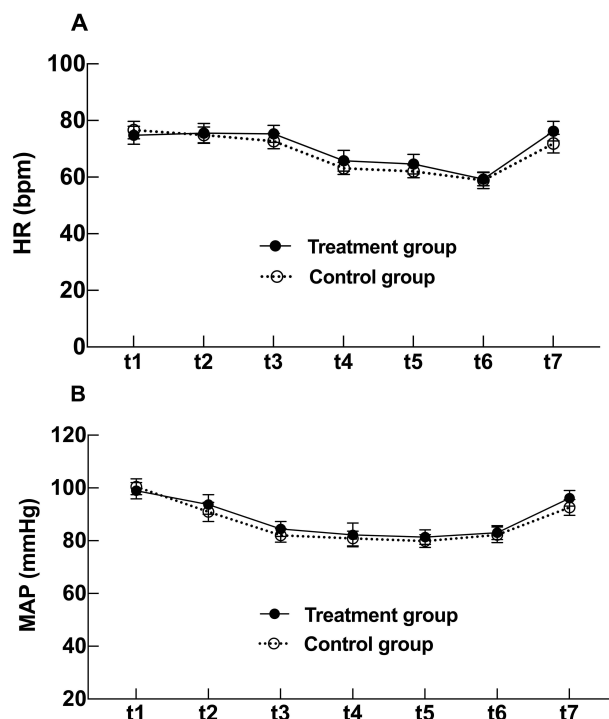 A
100
80
60
40
20
0
HR (bpm)
Treatment group
Control group
t1 t2 t3 t4 t5 t6 t7
B
120
100
80
60
40
20
MAP (mmHg)
Treatment group
Control group
t1 t2 t3 t4 t5 t6 t7